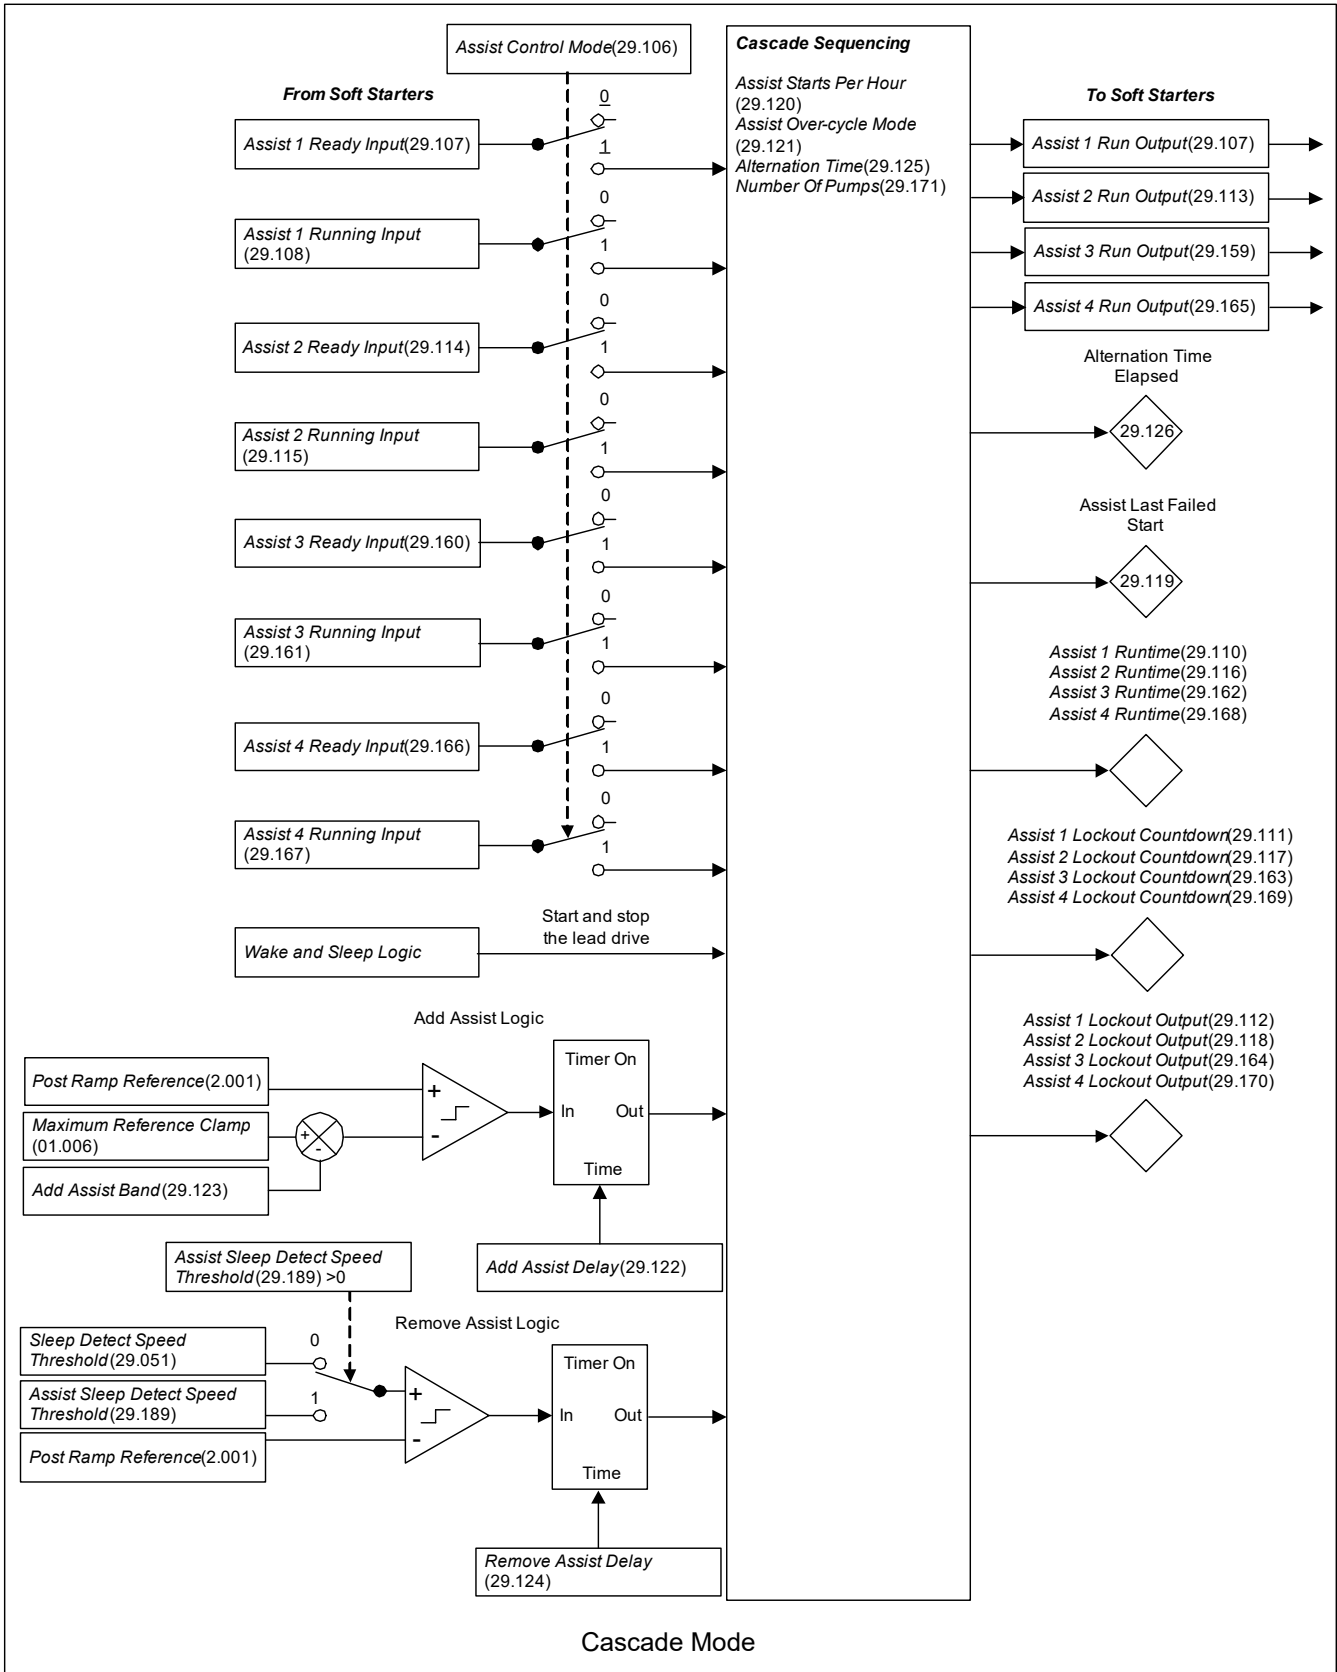 Assist Control Mode(29.106)
From Soft Starters
0
Assist 1 Ready Input(29.107)
1
0
Assist 1 Running Input
(29.108)
1
0
Assist 2 Ready Input(29.114)
1
0
Assist 2 Running Input
(29.115)
1
0
Assist 3 Ready Input(29.160)
1
0
Assist 3 Running Input
(29.161)
1
0
Assist 4 Ready Input(29.166)
1
0
Assist 4 Running Input
(29.167)
1
Start and stop
the lead drive
Wake and Sleep Logic
Add Assist Logic
Post Ramp Reference(2.001)
Maximum Reference Clamp
(01.006)
Add Assist Band(29.123)
+
-
+
-
Timer On
In Out
Time
Add Assist Delay(29.122)
Assist Sleep Detect Speed
Threshold(29.189) >0
Remove Assist Logic
Sleep Detect Speed
Threshold(29.051)
0
Assist Sleep Detect Speed
Threshold(29.189)
1
Post Ramp Reference(2.001)
+
-
Timer On
In Out
Time
Remove Assist Delay
(29.124)
Cascade Sequencing
Assist Starts Per Hour
(29.120)
Assist Over-cycle Mode
(29.121)
Alternation Time(29.125)
Number Of Pumps(29.171)
To Soft Starters
Assist 1 Run Output(29.107)
Assist 2 Run Output(29.113)
Assist 3 Run Output(29.159)
Assist 4 Run Output(29.165)
Alternation Time
Elapsed
29.126
Assist Last Failed
Start
29.119
Assist 1 Runtime(29.110)
Assist 2 Runtime(29.116)
Assist 3 Runtime(29.162)
Assist 4 Runtime(29.168)
Assist 1 Lockout Countdown(29.111)
Assist 2 Lockout Countdown(29.117)
Assist 3 Lockout Countdown(29.163)
Assist 4 Lockout Countdown(29.169)
Assist 1 Lockout Output(29.112)
Assist 2 Lockout Output(29.118)
Assist 3 Lockout Output(29.164)
Assist 4 Lockout Output(29.170)
Cascade Mode